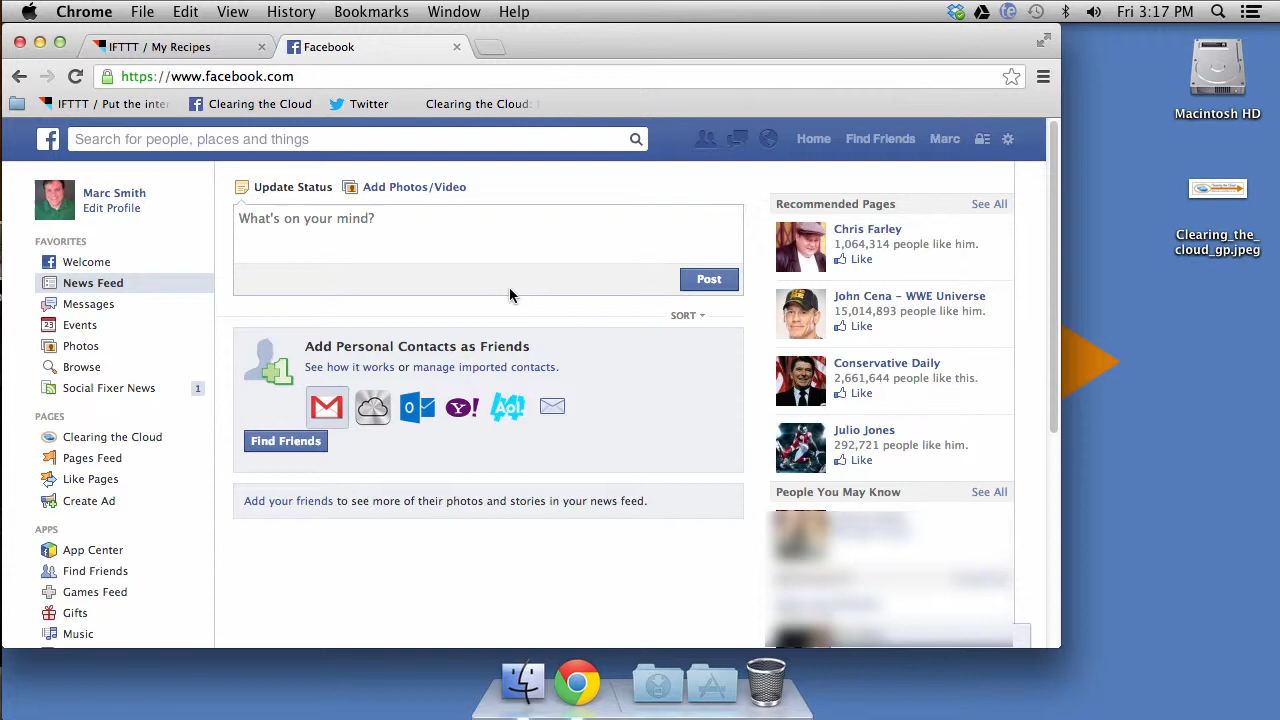 Chrome File Edit View History Bookmarks Window Help Fri 3:17 PM
IFTTT / My Recipes
Facebook
https://www.facebook.com
IFTTT / Put the inter
Clearing the Cloud
Twitter
Clearing the Cloud:
Search for people, places and things
Home
Find Friends
Marc
Marc Smith
Edit Profile
FAVORITES
Welcome
News Feed
Messages
23 Events
Photos
Browse
Social Fixer News 1
PAGES
Clearing the Cloud
Pages Feed
Like Pages
Create Ad
APPS
App Center
Find Friends
Games Feed
Gifts
Music
Update Status
Add Photos/Video
What's on your mind?
Post
SORT
Add Personal Contacts as Friends
See how it works or manage imported contacts.
Y! Aol
Find Friends
Add your friends to see more of their photos and stories in your news feed.
Recommended Pages See All
Chris Farley
1,064,314 people like him.
Like
John Cena – WWE Universe
15,014,893 people like him.
Like
Conservative Daily
2,661,644 people like this.
Like
Julio Jones
292,721 people like him.
Like
People You May Know See All
Macintosh HD
Clearing_the_
cloud_gp.jpeg